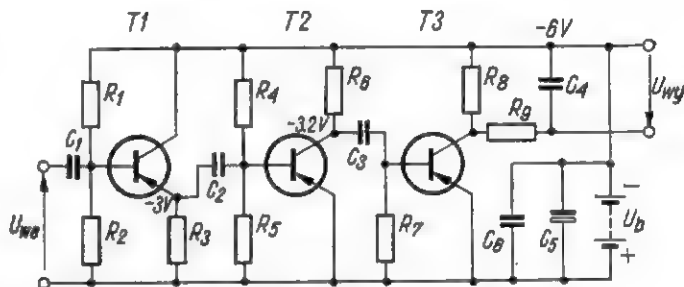 T1 T2 T3 -6V
R1 R4 R6 R8 C4 Uwy
-3,2V
C1 C2 C3 R9
-3V
Uwe R2 R3 R5 R7 C6 C5 Ub
-
+